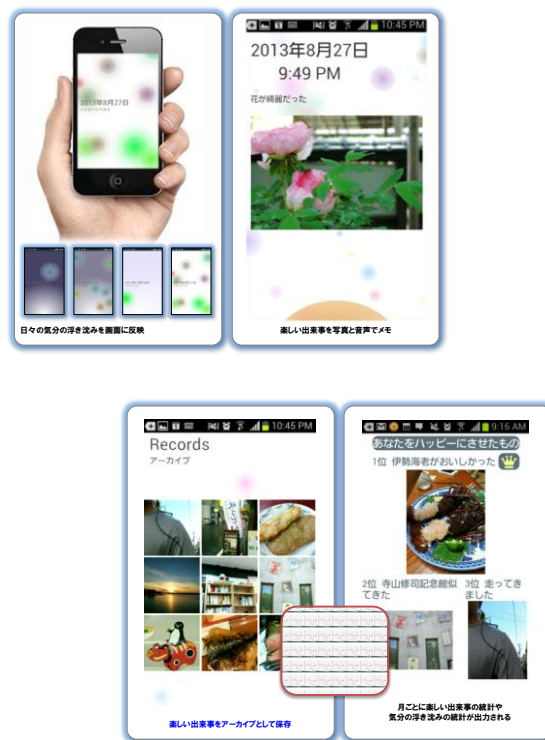 2013年8月27日
日々の気分の浮き沈みを画面に反映
10:45 PM
2013年8月27日
9:49 PM
花が綺麗だった
楽しい出来事を写真と音声でメモ
10:45 PM
Records
アーカイブ
楽しい出来事をアーカイブとして保存
9:16 AM
あなたをハッピーにさせたもの
1位 伊勢海老がおいしかった
2位 寺山修司記念館似
てきた
3位 走ってき
ました
月ごとに楽しい出来事の統計や
気分の浮き沈みの統計が出力される